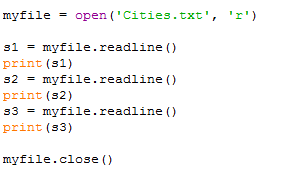 myfile = open('Cities.txt', 'r')
s1 = myfile.readline()
print(s1)
s2 = myfile.readline()
print(s2)
s3 = myfile.readline()
print(s3)
myfile.close()